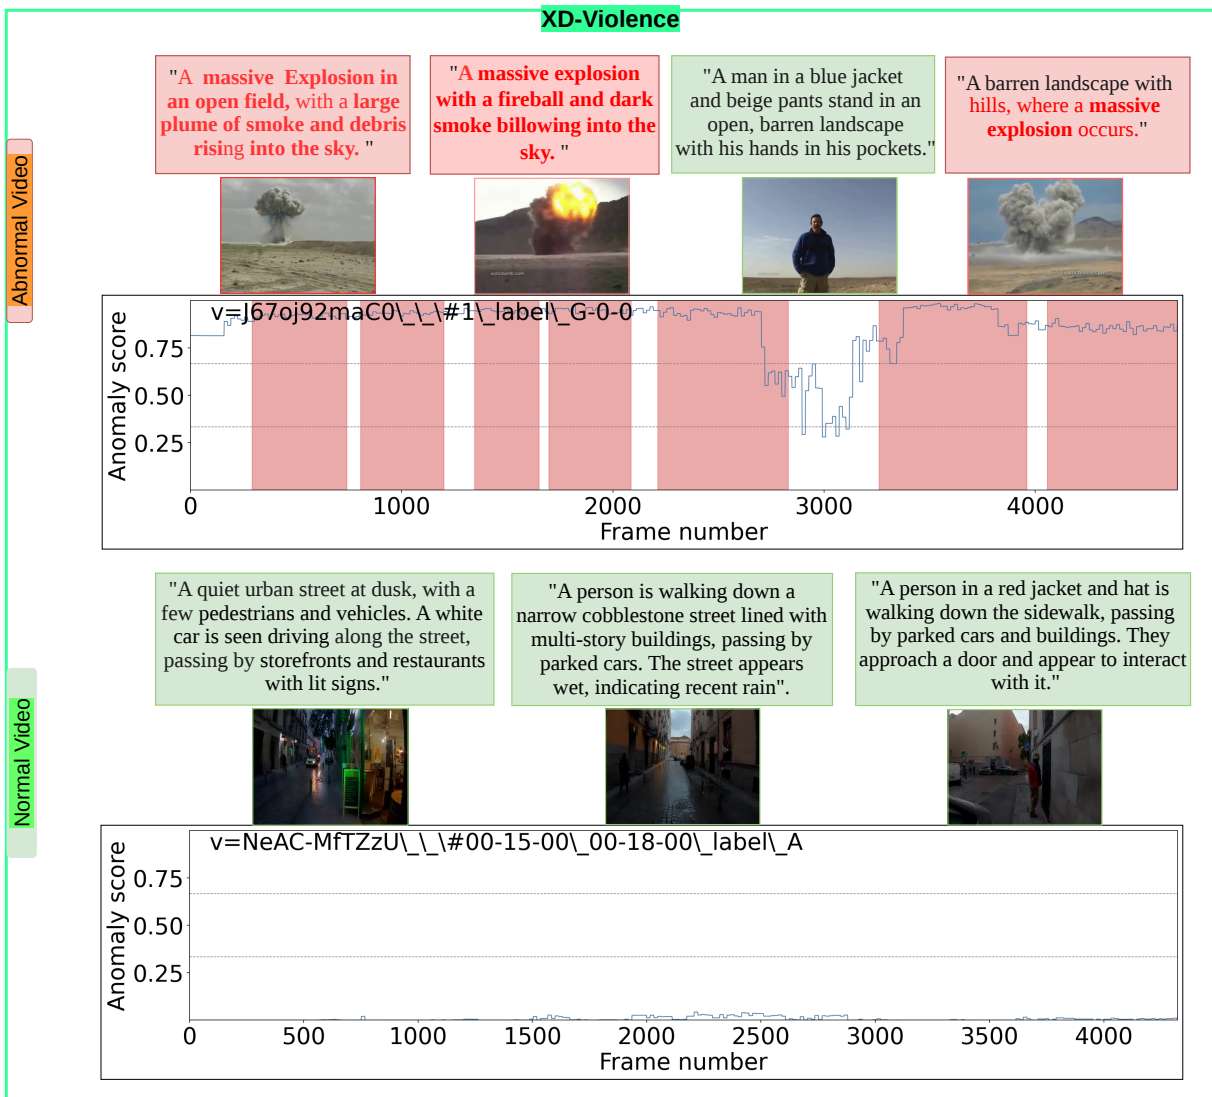 XD-Violence
"A massive Explosion in
an open field, with a large
plume of smoke and debris
rising into the sky. "
"A massive explosion
with a fireball and dark
smoke billowing into the
sky. "
"A man in a blue jacket
and beige pants stand in an
open, barren landscape
with his hands in his pockets."
"A barren landscape with
hills, where a massive
explosion occurs."
Abnormal Video
sonicbomb.com
v=J67oj92maC0\_\_\#1\_label\_G-0-0
Anomaly score
0.75
0.50
0.25
0
1000
2000
3000
4000
Frame number
"A quiet urban street at dusk, with a
few pedestrians and vehicles. A white
car is seen driving along the street,
passing by storefronts and restaurants
with lit signs."
"A person is walking down a
narrow cobblestone street lined with
multi-story buildings, passing by
parked cars. The street appears
wet, indicating recent rain".
"A person in a red jacket and hat is
walking down the sidewalk, passing
by parked cars and buildings. They
approach a door and appear to interact
with it."
Normal Video
v=NeAC-MfTZzU\_\_\#00-15-00\_00-18-00\_label\_A
Anomaly score
0.75
0.50
0.25
0
500
1000
1500
2000
2500
3000
3500
4000
Frame number